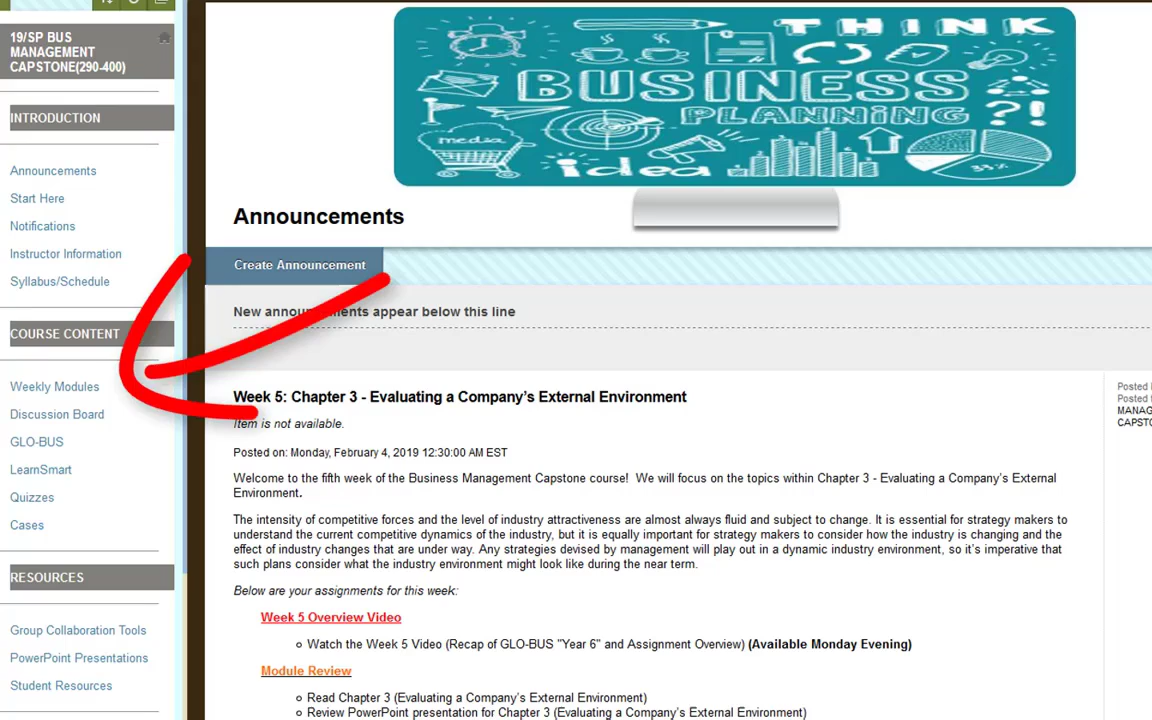 19/SP BUS
MANAGEMENT
CAPSTONE(290-400)
INTRODUCTION
Announcements
Start Here
Notifications
Instructor Information
Syllabus/Schedule
COURSE CONTENT
Weekly Modules
Discussion Board
GLO-BUS
LearnSmart
Quizzes
Cases
RESOURCES
Group Collaboration Tools
PowerPoint Presentations
Student Resources
THINK
BUSINESS
PLANNING
?!
media
idea
33%
Announcements
Create Announcement
New announcements appear below this line
Week 5: Chapter 3 - Evaluating a Company's External Environment
Item is not available.
Posted on: Monday, February 4, 2019 12:30:00 AM EST
Welcome to the fifth week of the Business Management Capstone course! We will focus on the topics within Chapter 3 - Evaluating a Company's External
Environment.
The intensity of competitive forces and the level of industry attractiveness are almost always fluid and subject to change. It is essential for strategy makers to
understand the current competitive dynamics of the industry, but it is equally important for strategy makers to consider how the industry is changing and the
effect of industry changes that are under way. Any strategies devised by management will play out in a dynamic industry environment, so it's imperative that
such plans consider what the industry environment might look like during the near term.
Below are your assignments for this week:
Week 5 Overview Video
Watch the Week 5 Video (Recap of GLO-BUS "Year 6" and Assignment Overview) (Available Monday Evening)
Module Review
Read Chapter 3 (Evaluating a Company's External Environment)
Review PowerPoint presentation for Chapter 3 (Evaluating a Company's External Environment)
Posted
Posted
MANAG
CAPSTO